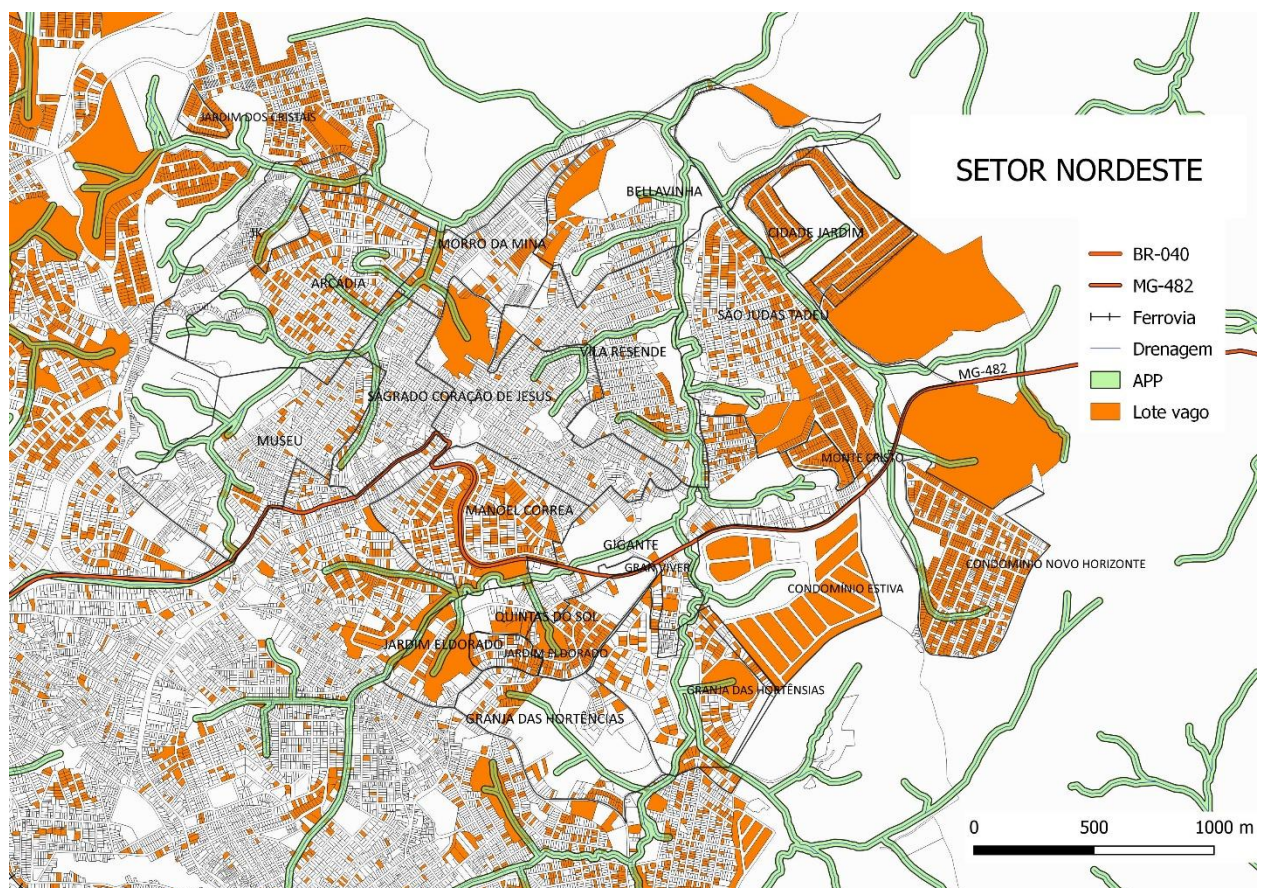 SETOR NORDESTE
BR-040
MG-482
Ferrovia
Drenagem
APP
Lote vago
JARDIM DOS CRISTAIS
BELLAVINHA
JK
MORRO DA MINA
CIDADE JARDIM
ARCADIA
SÃO JUDAS TADEU
VILA RESENDE
MG-482
SAGRADO CORAÇÃO DE JESUS
MUSEU
MONTE CRISTO
MANOEL CORREA
GIGANTE
GRAN VIVER
CONDOMÍNIO NOVO HORIZONTE
CONDOMÍNIO ESTIVA
QUINTAS DO SOL
JARDIM ELDORADO
JARDIM ELDORADO
GRANJA DAS HORTÊNSIAS
GRANJA DAS HORTÊNCIAS
0 500 1000 m